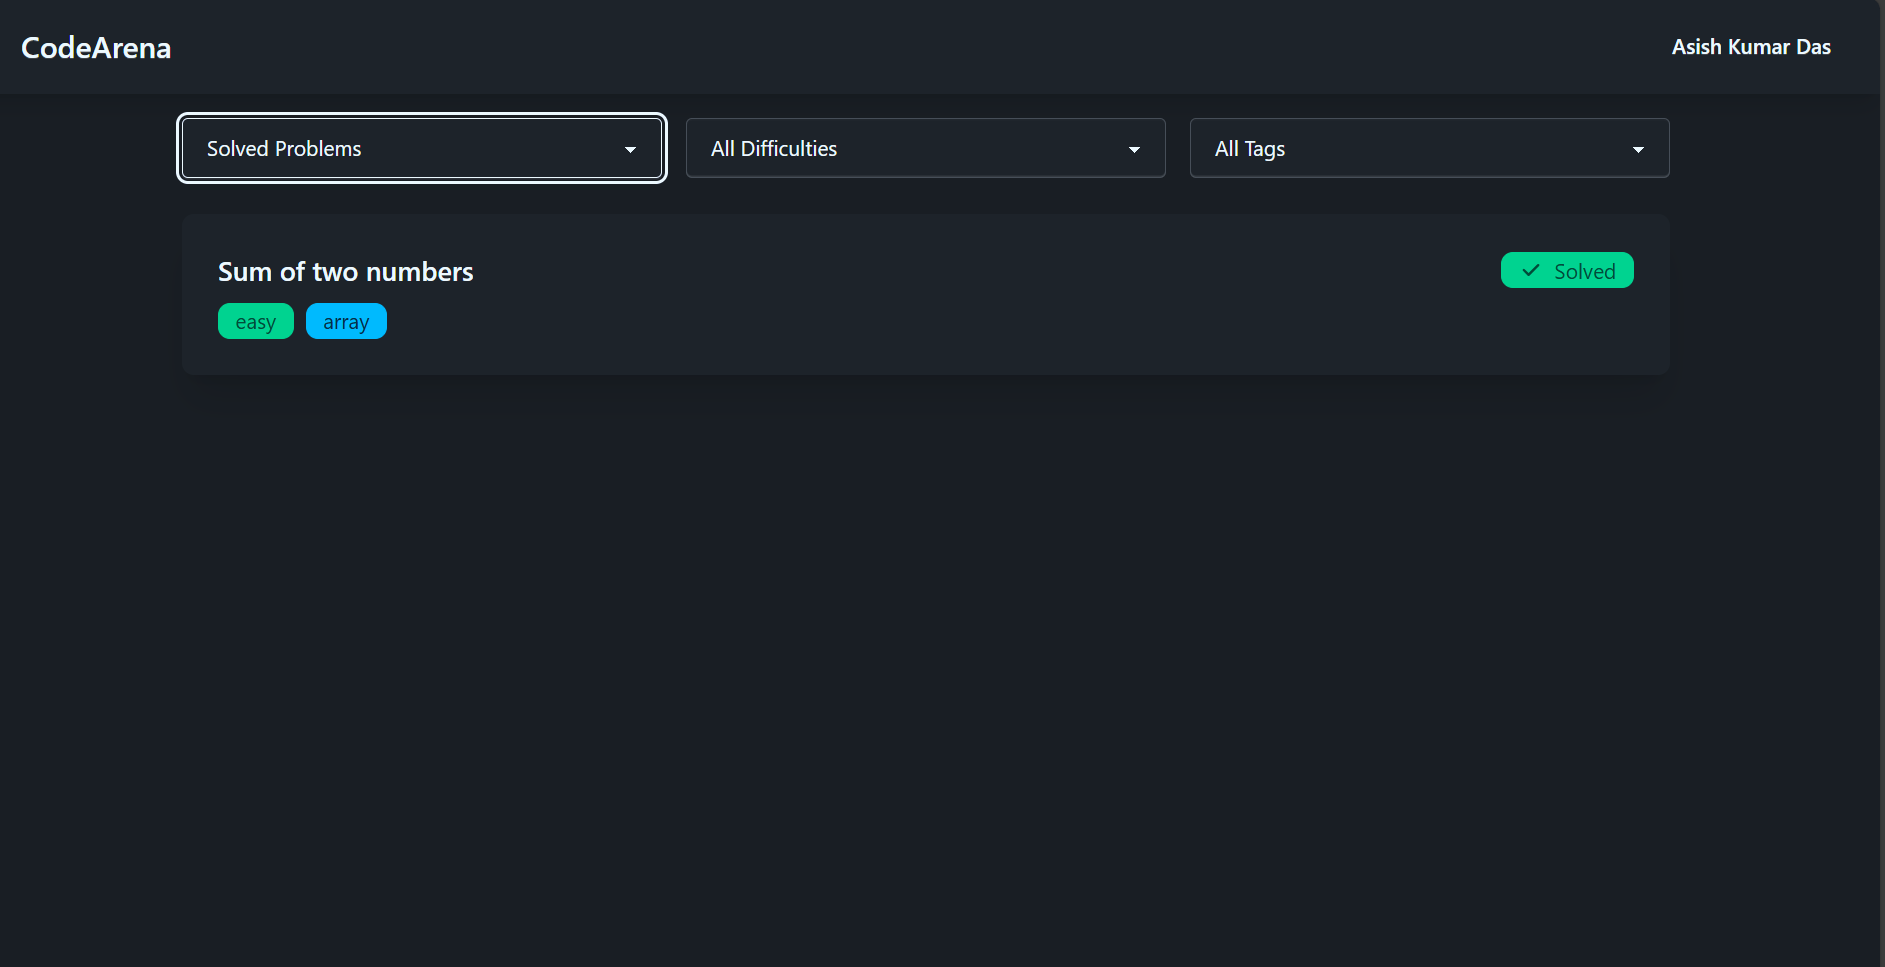 CodeArena
Asish Kumar Das
Solved Problems
All Difficulties
All Tags
Sum of two numbers
Solved
easy
array